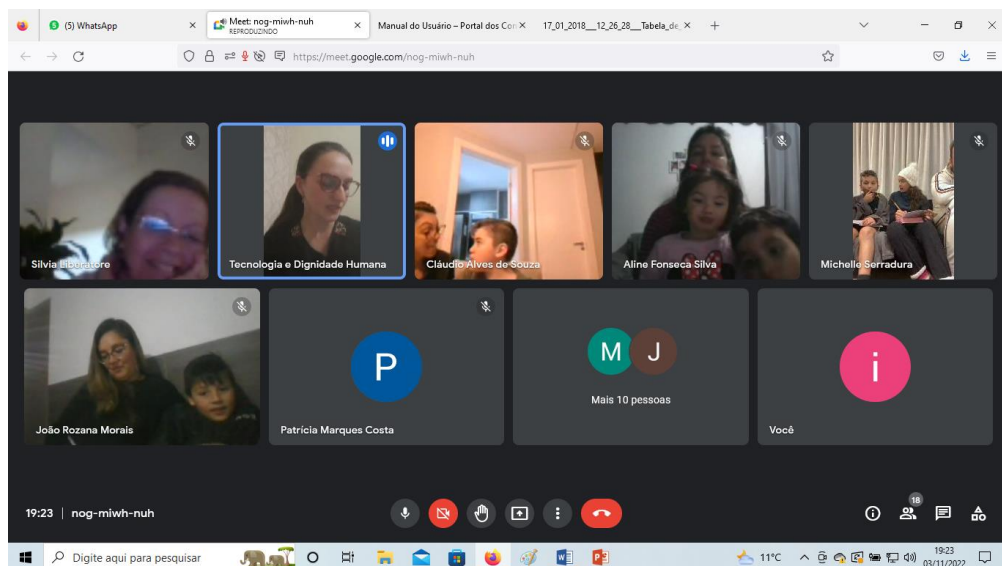 (5) WhatsApp
Meet: nog-miwh-nuh
REPRODUZINDO
Manual do Usuário – Portal dos Con
17_01_2018__12_26_28__Tabela_de_
https://meet.google.com/nog-miwh-nuh
Silvia Liberatore
Tecnologia e Dignidade Humana
Cláudio Alves de Souza
Aline Fonseca Silva
Michelle Serradura
João Rozana Morais
P
Patrícia Marques Costa
M J
Mais 10 pessoas
i
Você
19:23 | nog-miwh-nuh
18
Digite aqui para pesquisar
11°C
19:23
03/11/2022